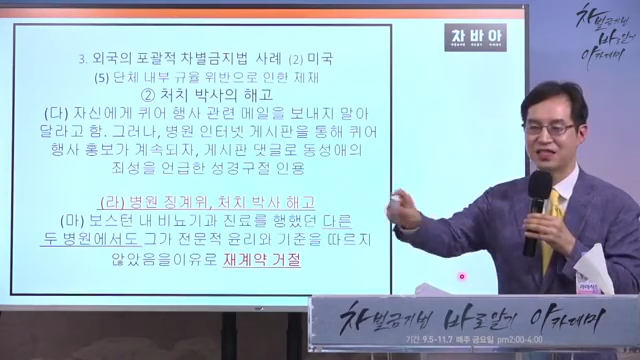 차바아
3. 외국의 포괄적 차별금지법 사례 (2) 미국
(5) 단체 내부 규율 위반으로 인한 제재
② 처치 박사의 해고
(다) 자신에게 퀴어 행사 관련 메일을 보내지 말아
달라고 함. 그러나, 병원 인터넷 게시판을 통해 퀴어
행사 홍보가 계속되자, 게시판 댓글로 동성애의
죄성을 언급한 성경구절 인용
(라) 병원 징계위, 처치 박사 해고
(마) 보스턴 내 비뇨기과 진료를 행했던 다른
두 병원에서도 그가 전문적 윤리와 기준을 따르지
않았음을이유로 재계약 거절
차별금지법
바로알기
아카데미
차별금지법 바로알기 아카데미
기간 9.5-11.7 매주 금요일 pm2:00-4:00